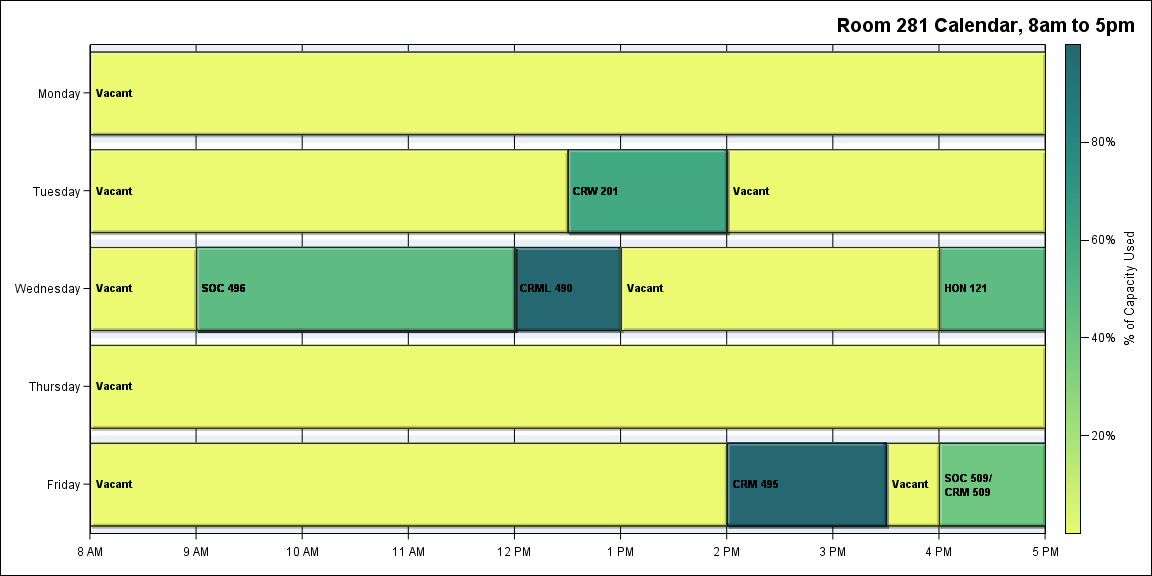 Room 281 Calendar, 8am to 5pm
Monday
Vacant
Tuesday
Vacant
CRW 201
Vacant
Wednesday
Vacant
SOC 496
CRML 490
Vacant
HON 121
Thursday
Vacant
Friday
Vacant
CRM 495
Vacant
SOC 509/
CRM 509
8 AM
9 AM
10 AM
11 AM
12 PM
1 PM
2 PM
3 PM
4 PM
5 PM
80%
60%
40%
20%
% of Capacity Used